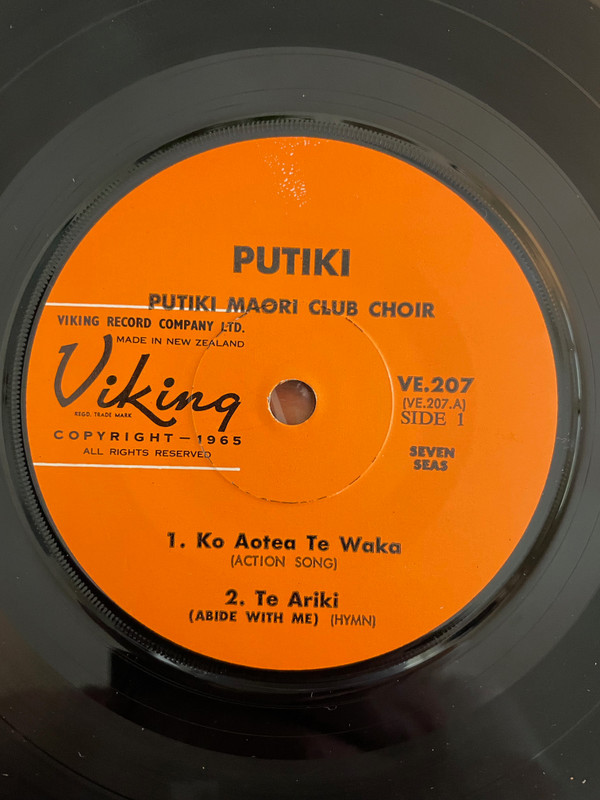 PUTIKI
PUTIKI MAORI CLUB CHOIR
VIKING RECORD COMPANY LTD.
MADE IN NEW ZEALAND
Viking
REGD. TRADE MARK
COPYRIGHT—1965
ALL RIGHTS RESERVED
VE.207
(VE.207.A)
SIDE 1
SEVEN
SEAS
1. Ko Aotea Te Waka
(ACTION SONG)
2. Te Ariki
(ABIDE WITH ME) (HYMN)